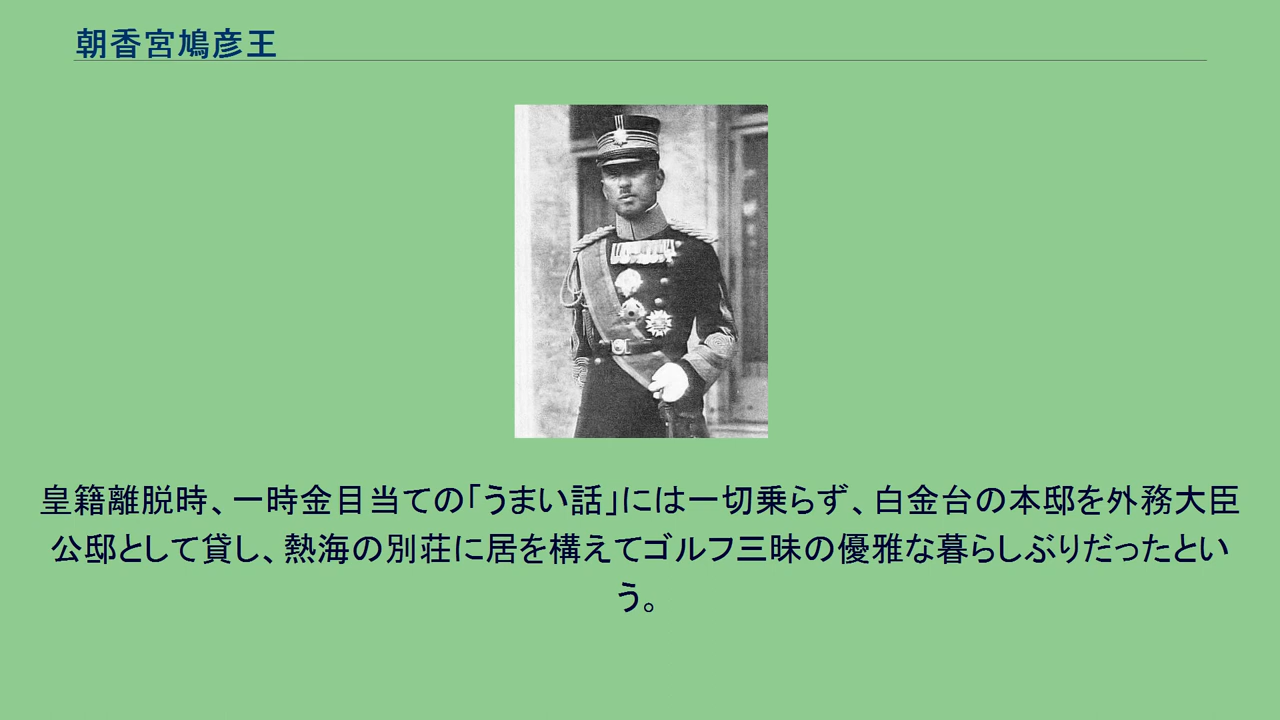 朝香宮鳩彦王
皇籍離脱時、一時金目当ての「うまい話」には一切乗らず、白金台の本邸を外務大臣
公邸として貸し、熱海の別荘に居を構えてゴルフ三昧の優雅な暮らしぶりだったとい
う。